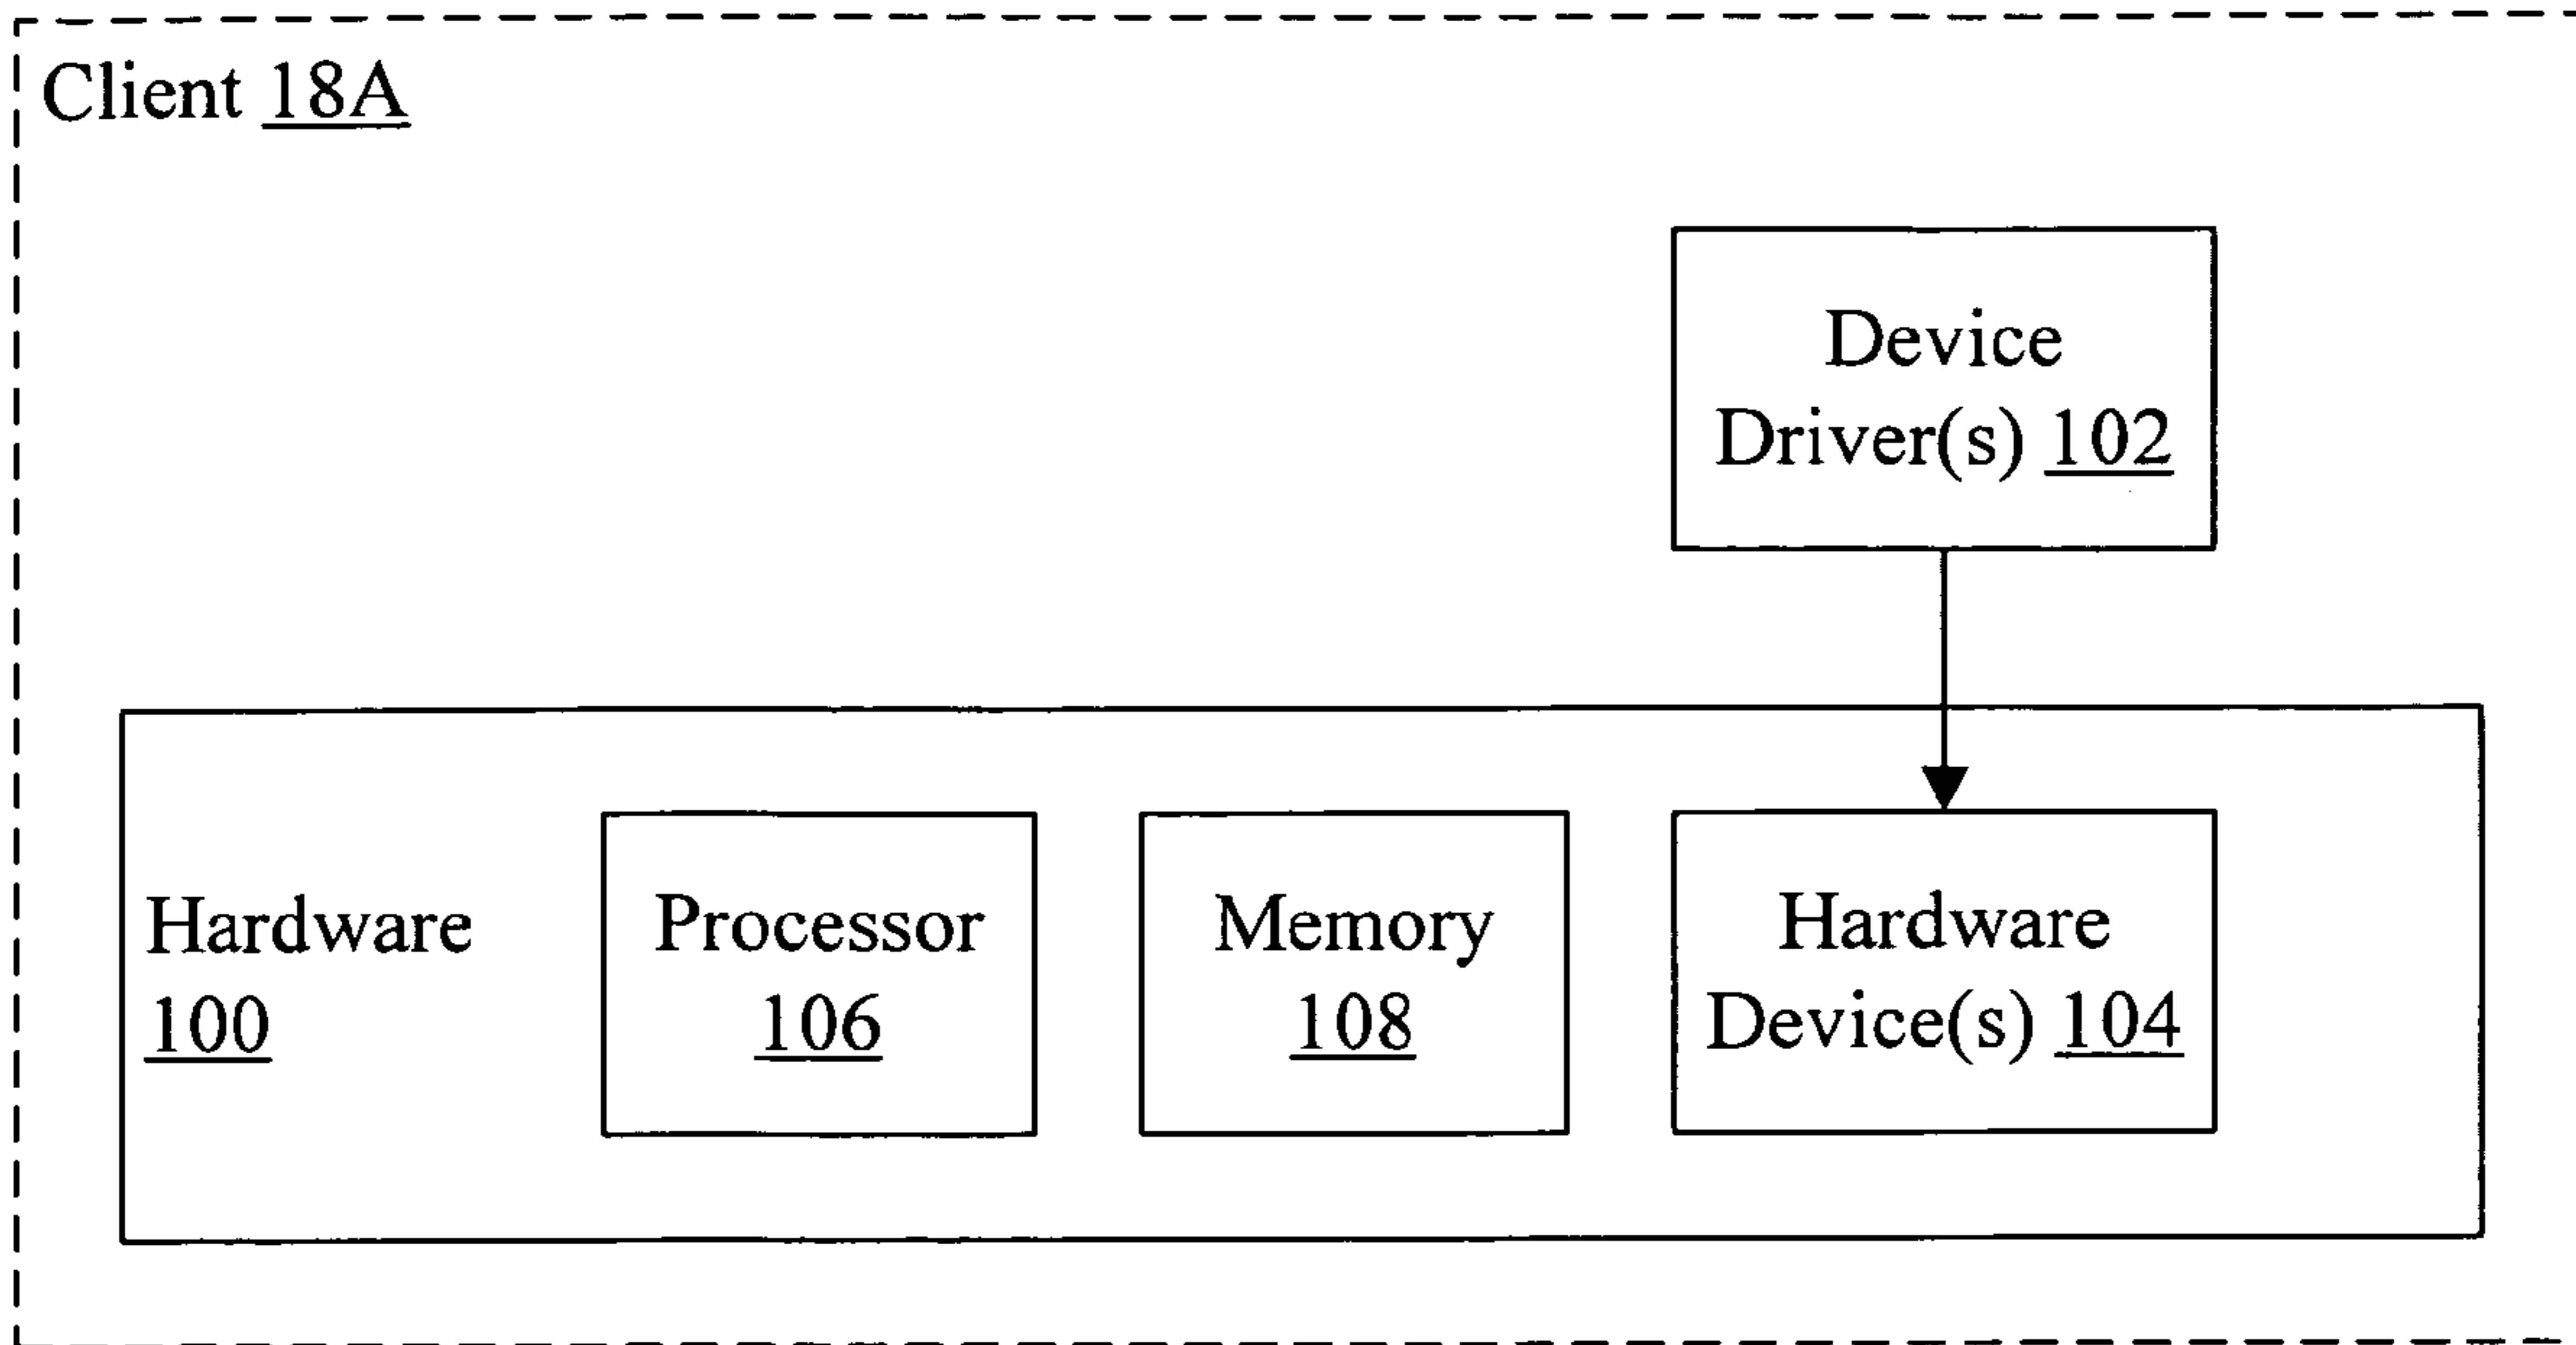 Client 18A
Device
Driver(s) 102
Hardware
100
Processor
106
Memory
108
Hardware
Device(s) 104